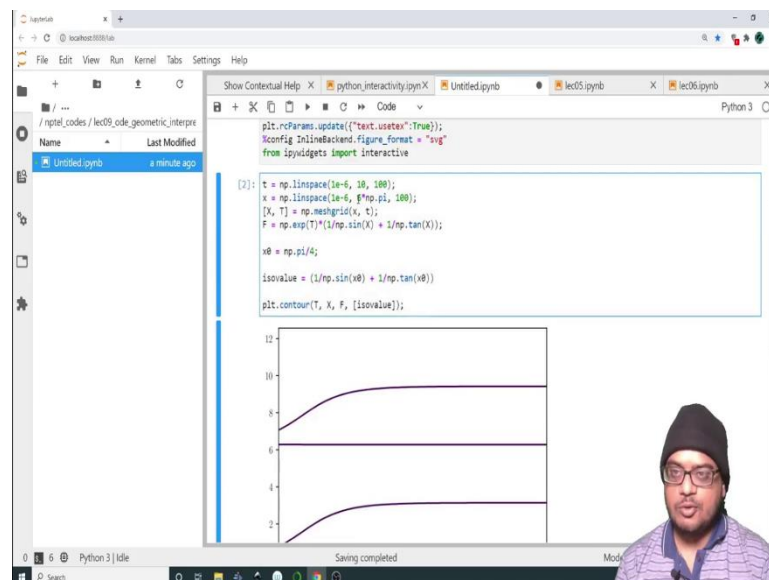 JupyterLab
localhost:8888/lab
File Edit View Run Kernel Tabs Settings Help
Show Contextual Help
python_interactivity.ipyn
Untitled.ipynb
lec05.ipynb
lec06.ipynb
Code
Python 3
/ ...
/ nptel_codes / lec09_ode_geometric_interpre
Name
Last Modified
Untitled.ipynb
a minute ago
plt.rcParams.update({"text.usetex":True});
%config InlineBackend.figure_format = "svg"
from ipywidgets import interactive
[2]: t = np.linspace(1e-6, 10, 100);
x = np.linspace(1e-6, 6*np.pi, 100);
[X, T] = np.meshgrid(x, t);
F = np.exp(T)*(1/np.sin(X) + 1/np.tan(X));
x0 = np.pi/4;
isovalue = (1/np.sin(x0) + 1/np.tan(x0))
plt.contour(T, X, F, [isovalue]);
12
10
8
6
4
2
0
6
Python 3 | Idle
Saving completed
Mode
Search